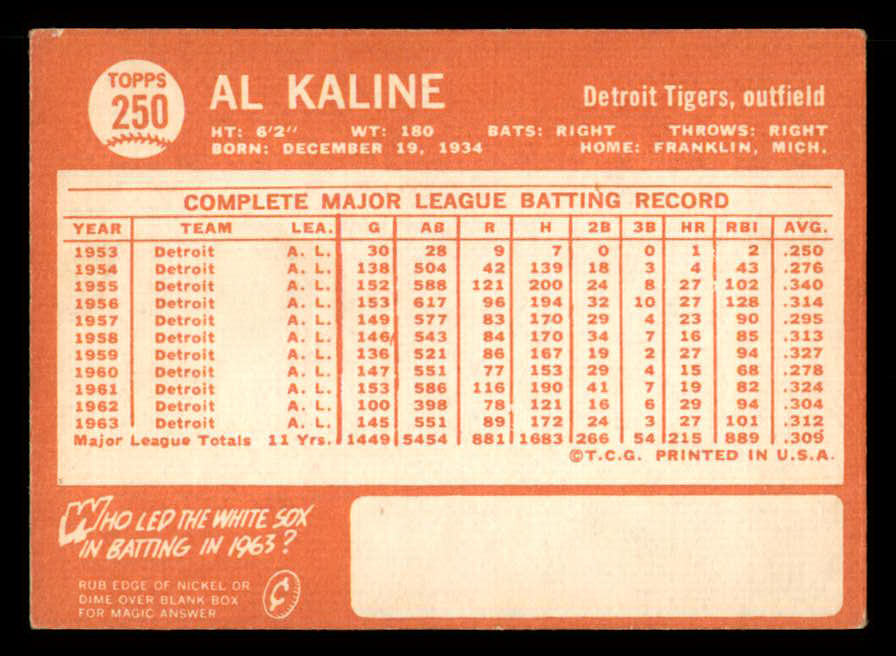 TOPPS
250
AL KALINE
Detroit Tigers, outfield
HT: 6'2" WT: 180 BATS: RIGHT THROWS: RIGHT
BORN: DECEMBER 19, 1934 HOME: FRANKLIN, MICH.
COMPLETE MAJOR LEAGUE BATTING RECORD
YEAR TEAM LEA. G AB R H 2B 3B HR RBI AVG.
1953 Detroit A. L. 30 28 9 7 0 0 1 2 .250
1954 Detroit A. L. 138 504 42 139 18 3 4 43 .276
1955 Detroit A. L. 152 588 121 200 24 8 27 102 .340
1956 Detroit A. L. 153 617 96 194 32 10 27 128 .314
1957 Detroit A. L. 149 577 83 170 29 4 23 90 .295
1958 Detroit A. L. 146 543 84 170 34 7 16 85 .313
1959 Detroit A. L. 136 521 86 167 19 2 27 94 .327
1960 Detroit A. L. 147 551 77 153 29 4 15 68 .278
1961 Detroit A. L. 153 586 116 190 41 7 19 82 .324
1962 Detroit A. L. 100 398 78 121 16 6 29 94 .304
1963 Detroit A. L. 145 551 89 172 24 3 27 101 .312
Major League Totals 11 Yrs. 1449 5454 881 1683 266 54 215 889 .309
©T.C.G. PRINTED IN U.S.A.
WHO LED THE WHITE SOX
IN BATTING IN 1963?
RUB EDGE OF NICKEL OR
DIME OVER BLANK BOX
FOR MAGIC ANSWER
¢